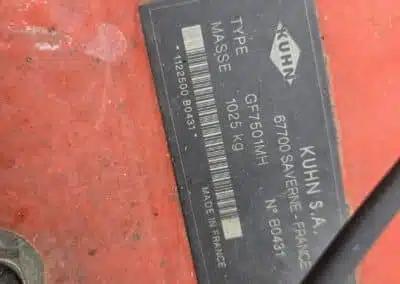 KUHN
KUHN S.A.
67700 SAVERNE - FRANCE
TYPE GF7501MH N° B0431
MASSE 1025 kg
- 1122500 B0431 -
MADE IN FRANCE